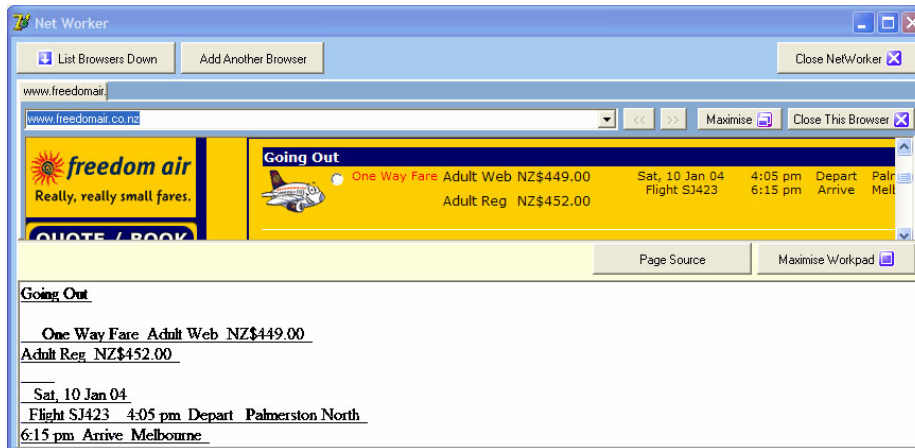 Net Worker
List Browsers Down Add Another Browser Close NetWorker
www.freedomair.
www.freedomair.co.nz << >> Maximise Close This Browser
freedom air
Really, really small fares.
QUOTE / BOOK
Going Out
One Way Fare Adult Web NZ$449.00 Sat, 10 Jan 04 4:05 pm Depart
Adult Reg NZ$452.00 Flight SJ423 6:15 pm Arrive
Page Source Maximise Workpad
Going Out
One Way Fare Adult Web NZ$449.00
Adult Reg NZ$452.00
Sat, 10 Jan 04
Flight SJ423 4:05 pm Depart Palmerston North
6:15 pm Arrive Melbourne